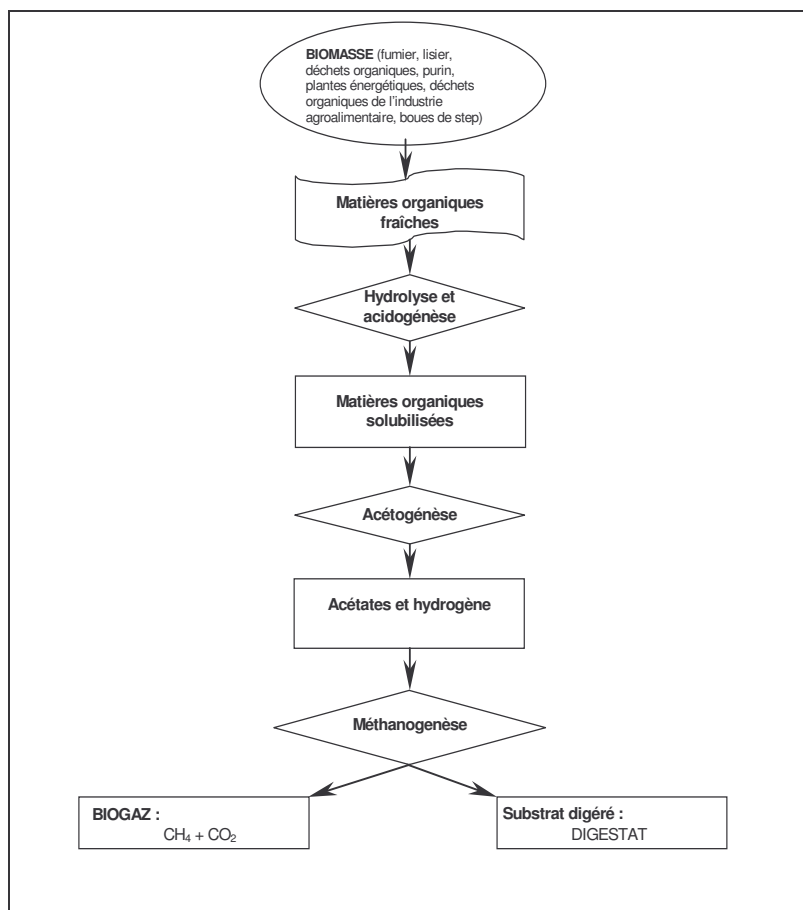 BIOMASSE (fumier, lisier,
déchets organiques, purin,
plantes énergétiques, déchets
organiques de l'industrie
agroalimentaire, boues de step)
Matières organiques
fraîches
Hydrolyse et
acidogénèse
Matières organiques
solubilisées
Acétogénèse
Acétates et hydrogène
Méthanogenèse
BIOGAZ :
CH₄ + CO₂
Substrat digéré :
DIGESTAT